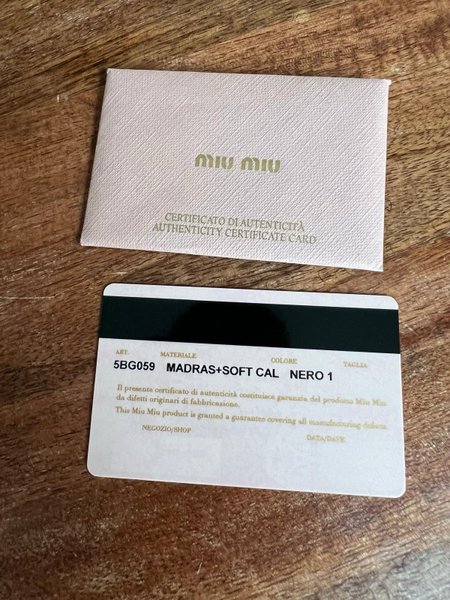 miu miu
CERTIFICATO DI AUTENTICITÀ
AUTHENTICITY CERTIFICATE CARD
ART. MATERIALE COLORE TAGLIA
5BG059 MADRAS+SOFT CAL NERO 1
Il presente certificato di autenticità costituisce garanzia del prodotto Miu Miu
da difetti originari di fabbricazione.
This Miu Miu product is granted a guarantee covering all manufacturing defects.
NEGOZIO/SHOP DATA/DATE